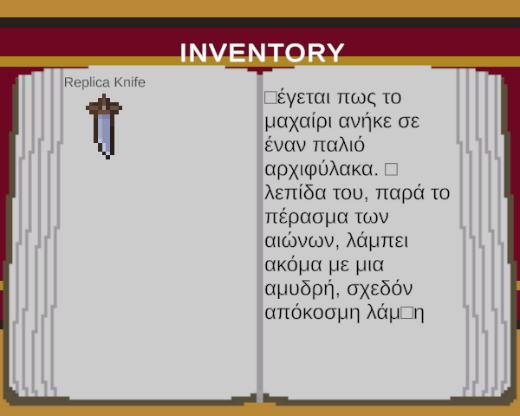 INVENTORY
Replica Knife
□έγεται πως το
μαχαίρι ανήκε σε
έναν παλιό
αρχιφύλακα. □
λεπίδα του, παρά το
πέρασμα των
αιώνων, λάμπει
ακόμα με μια
αμυδρή, σχεδόν
απόκοσμη λάμ□η